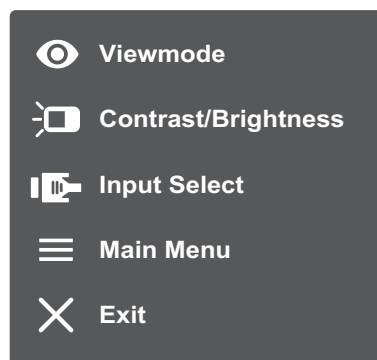 Viewmode
Contrast/Brightness
Input Select
Main Menu
Exit